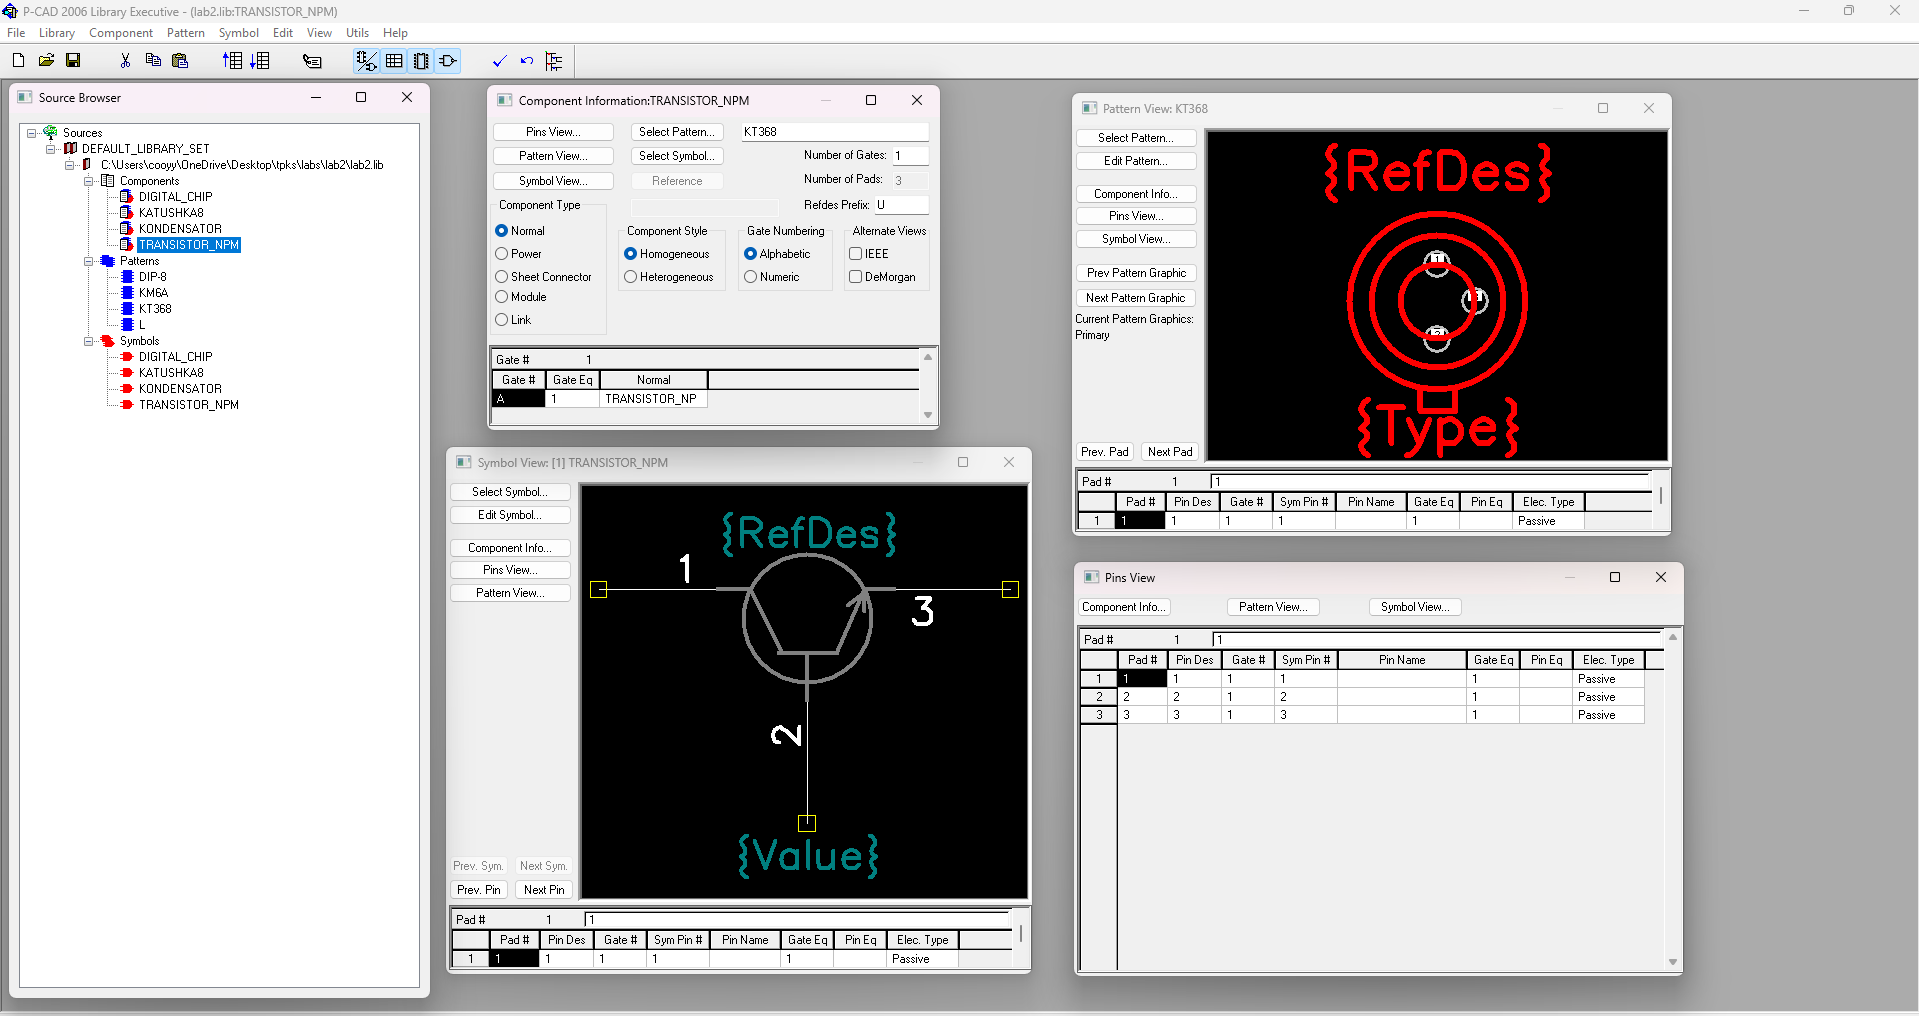 P-CAD 2006 Library Executive - (lab2.lib:TRANSISTOR_NPM)
File Library Component Pattern Symbol Edit View Utils Help
Source Browser
Sources
DEFAULT_LIBRARY_SET
C:\Users\cooyy\OneDrive\Desktop\tpks\labs\lab2\lab2.lib
Components
DIGITAL_CHIP
KATUSHKA8
KONDENSATOR
TRANSISTOR_NPM
Patterns
DIP-8
KM6A
KT368
L
Symbols
DIGITAL_CHIP
KATUSHKA8
KONDENSATOR
TRANSISTOR_NPM
Component Information:TRANSISTOR_NPM
Pins View... Select Pattern... KT368
Pattern View... Select Symbol... Number of Gates: 1
Symbol View... Reference Number of Pads: 3
Component Type Refdes Prefix: U
Normal Component Style Gate Numbering Alternate Views
Power Homogeneous Alphabetic IEEE
Sheet Connector Heterogeneous Numeric DeMorgan
Module
Link
Gate # 1
Gate # Gate Eq Normal
A 1 TRANSISTOR_NP
Symbol View: [1] TRANSISTOR_NPM
Select Symbol...
Edit Symbol...
Component Info...
Pins View...
Pattern View...
{RefDes}
1
3
2
{Value}
Prev. Sym. Next Sym.
Prev. Pin Next Pin
Pad # 1 1
Pad # Pin Des Gate # Sym Pin # Pin Name Gate Eq Pin Eq Elec. Type
1 1 1 1 1 1 Passive
Pattern View: KT368
Select Pattern...
Edit Pattern...
Component Info...
Pins View...
Symbol View...
Prev Pattern Graphic
Next Pattern Graphic
Current Pattern Graphics:
Primary
{RefDes}
{Type}
Prev. Pad Next Pad
Pad # 1 1
Pad # Pin Des Gate # Sym Pin # Pin Name Gate Eq Pin Eq Elec. Type
1 1 1 1 1 1 Passive
Pins View
Component Info... Pattern View... Symbol View...
Pad # 1 1
Pad # Pin Des Gate # Sym Pin # Pin Name Gate Eq Pin Eq Elec. Type
1 1 1 1 1 1 Passive
2 2 2 1 2 1 Passive
3 3 3 1 3 1 Passive